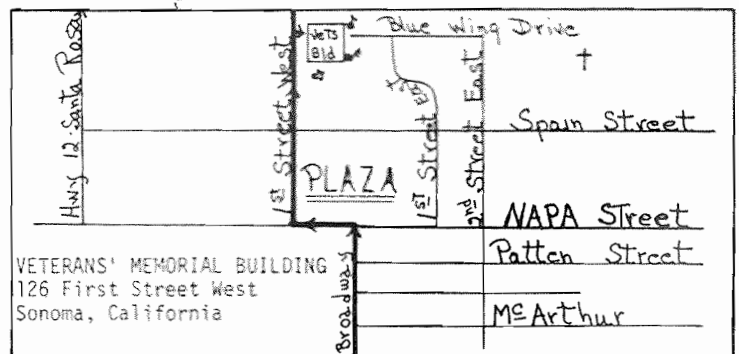 Blue Wing Drive
VeTS
Bld
Hwy 12 Santa Rosa
1st Street West
2nd Street East
Spain Street
PLAZA
1ST Street East
NAPA STreet
Patten Street
VETERANS' MEMORIAL BUILDING
126 First Street West
Sonoma, California
Broadway
McArthur